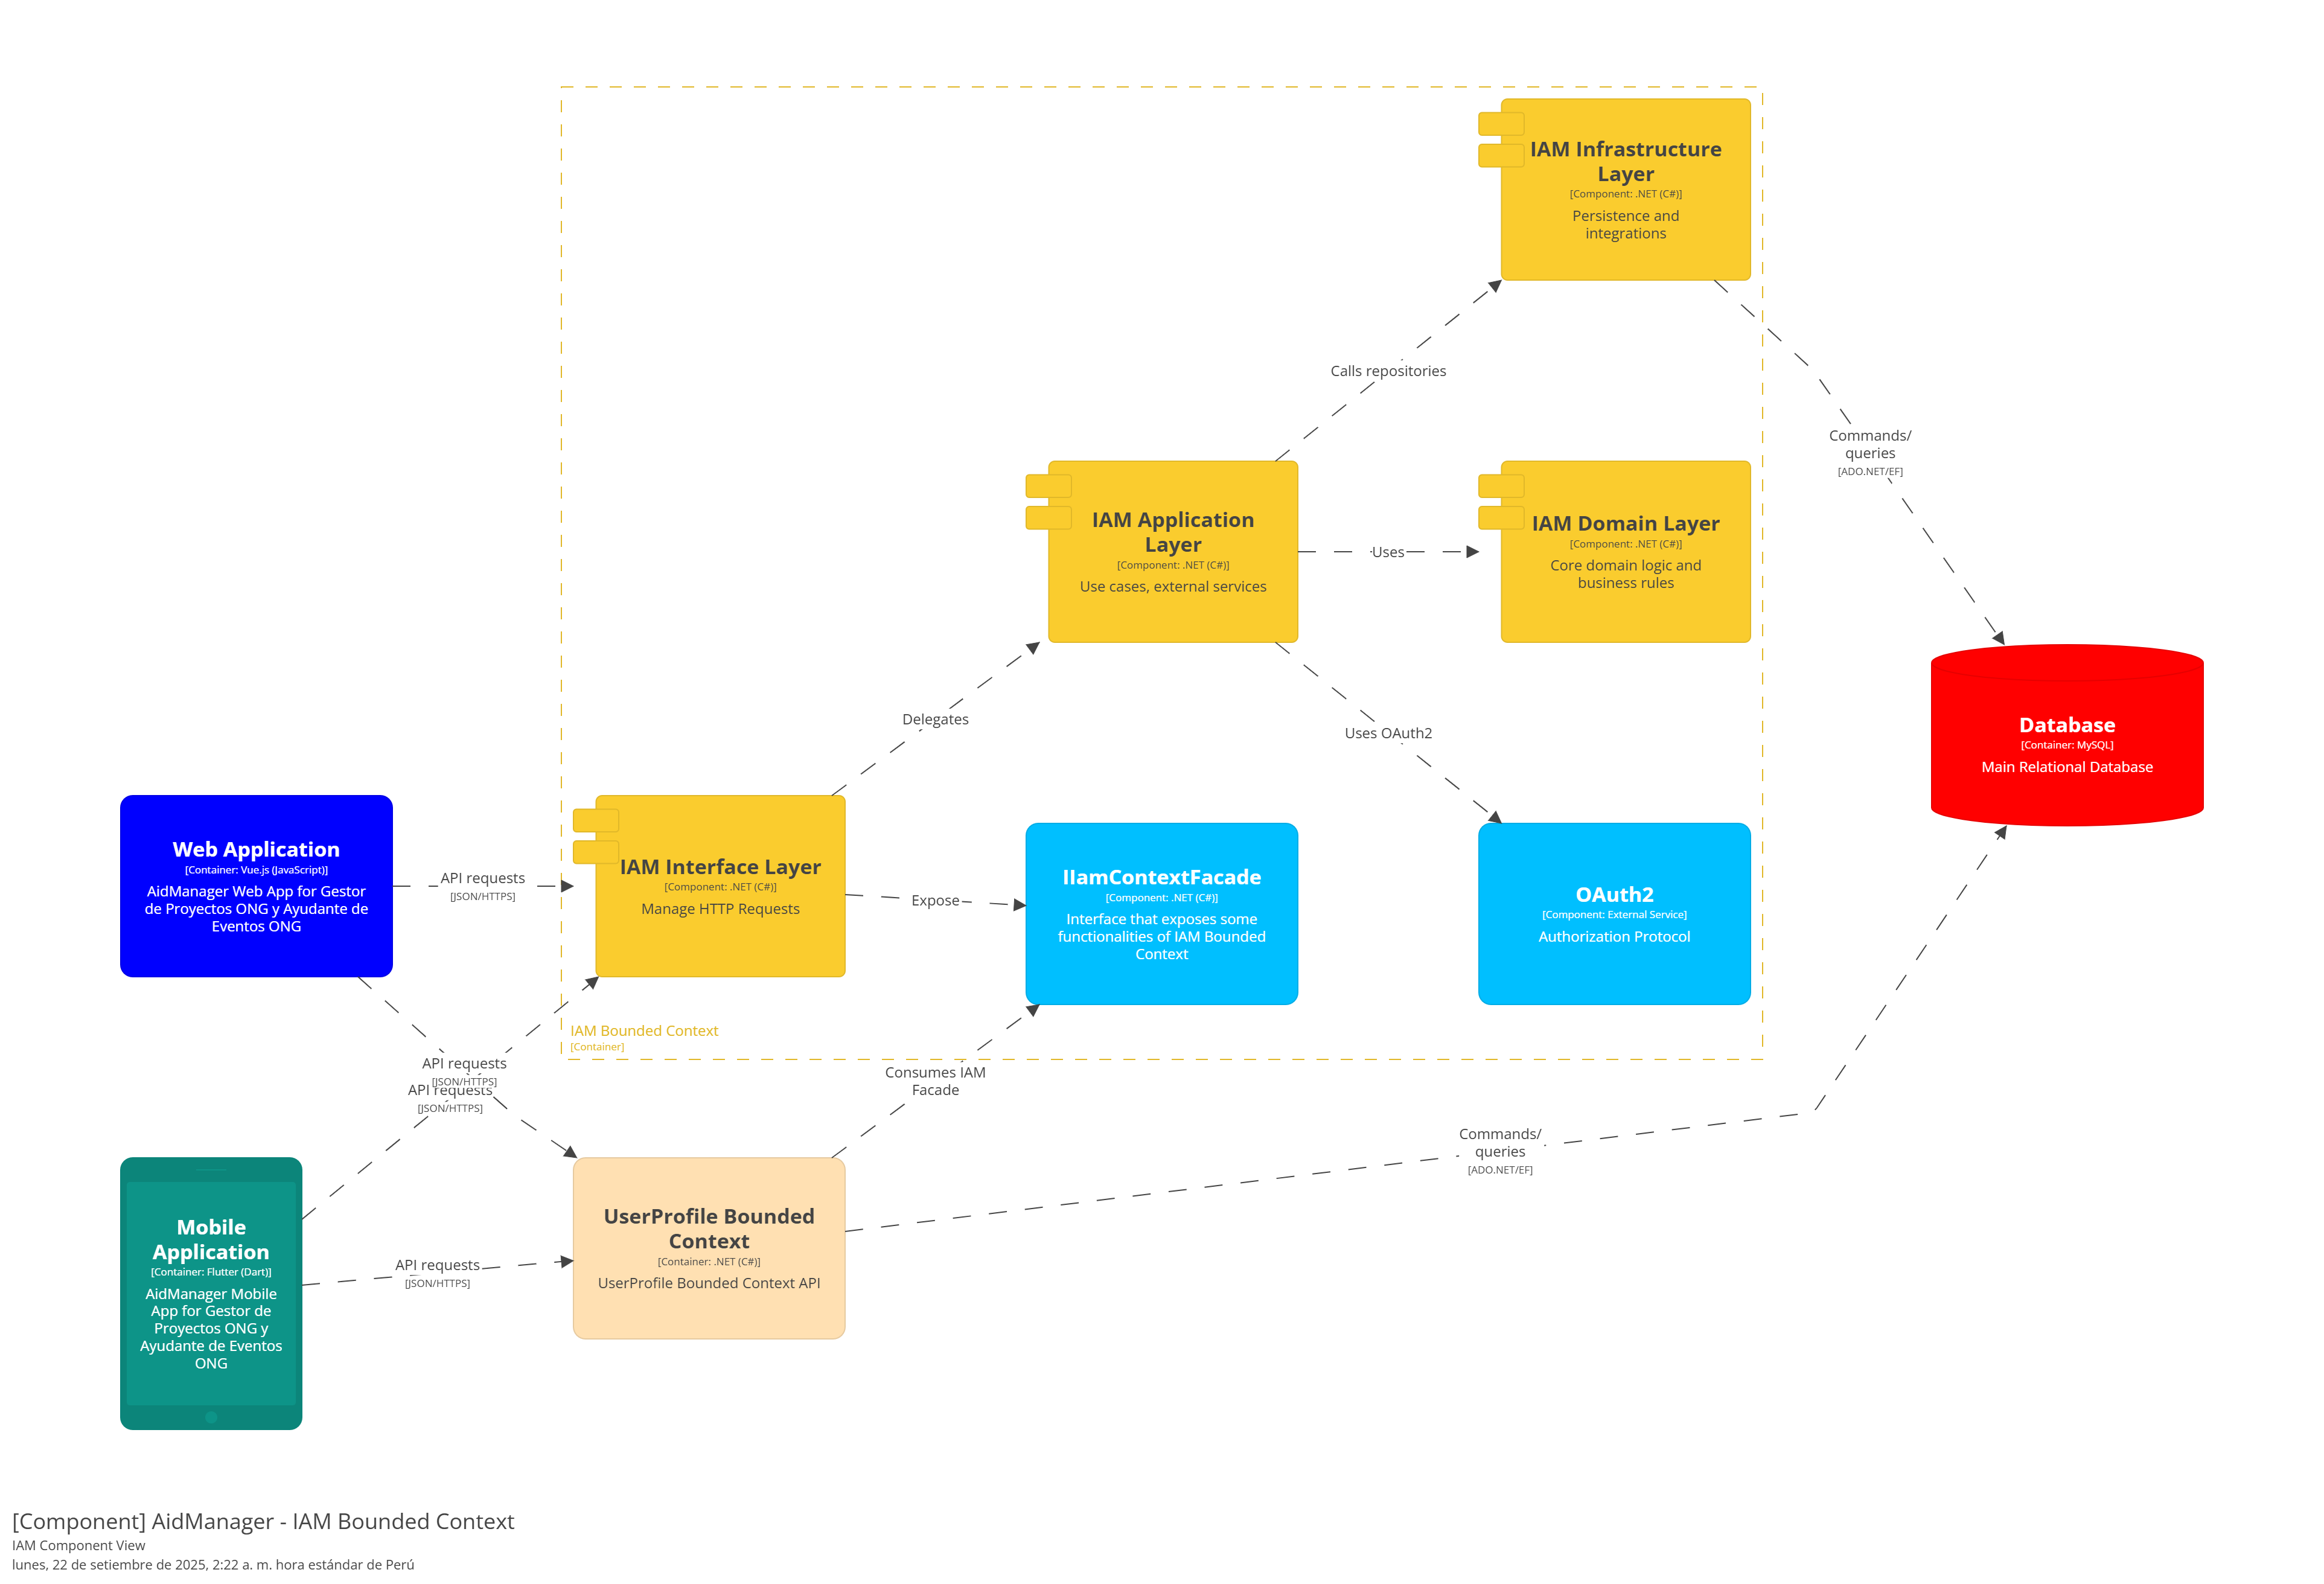 IAM Infrastructure
Layer
[Component: .NET (C#)]
Persistence and
integrations
Calls repositories
Commands/
queries
[ADO.NET/EF]
IAM Application
Layer
[Component: .NET (C#)]
Use cases, external services
Uses
IAM Domain Layer
[Component: .NET (C#)]
Core domain logic and
business rules
Delegates
Uses OAuth2
Database
[Container: MySQL]
Main Relational Database
Web Application
[Container: Vue.js (JavaScript)]
AidManager Web App for Gestor
de Proyectos ONG y Ayudante de
Eventos ONG
API requests
[JSON/HTTPS]
IAM Interface Layer
[Component: .NET (C#)]
Manage HTTP Requests
Expose
IIamContextFacade
[Component: .NET (C#)]
Interface that exposes some
functionalities of IAM Bounded
Context
OAuth2
[Component: External Service]
Authorization Protocol
IAM Bounded Context
[Container]
API requests
[JSON/HTTPS]
API requests
[JSON/HTTPS]
Consumes IAM
Facade
Commands/
queries
[ADO.NET/EF]
Mobile
Application
[Container: Flutter (Dart)]
AidManager Mobile
App for Gestor de
Proyectos ONG y
Ayudante de Eventos
ONG
API requests
[JSON/HTTPS]
UserProfile Bounded
Context
[Container: .NET (C#)]
UserProfile Bounded Context API
[Component] AidManager - IAM Bounded Context
IAM Component View
lunes, 22 de setiembre de 2025, 2:22 a. m. hora estándar de Perú